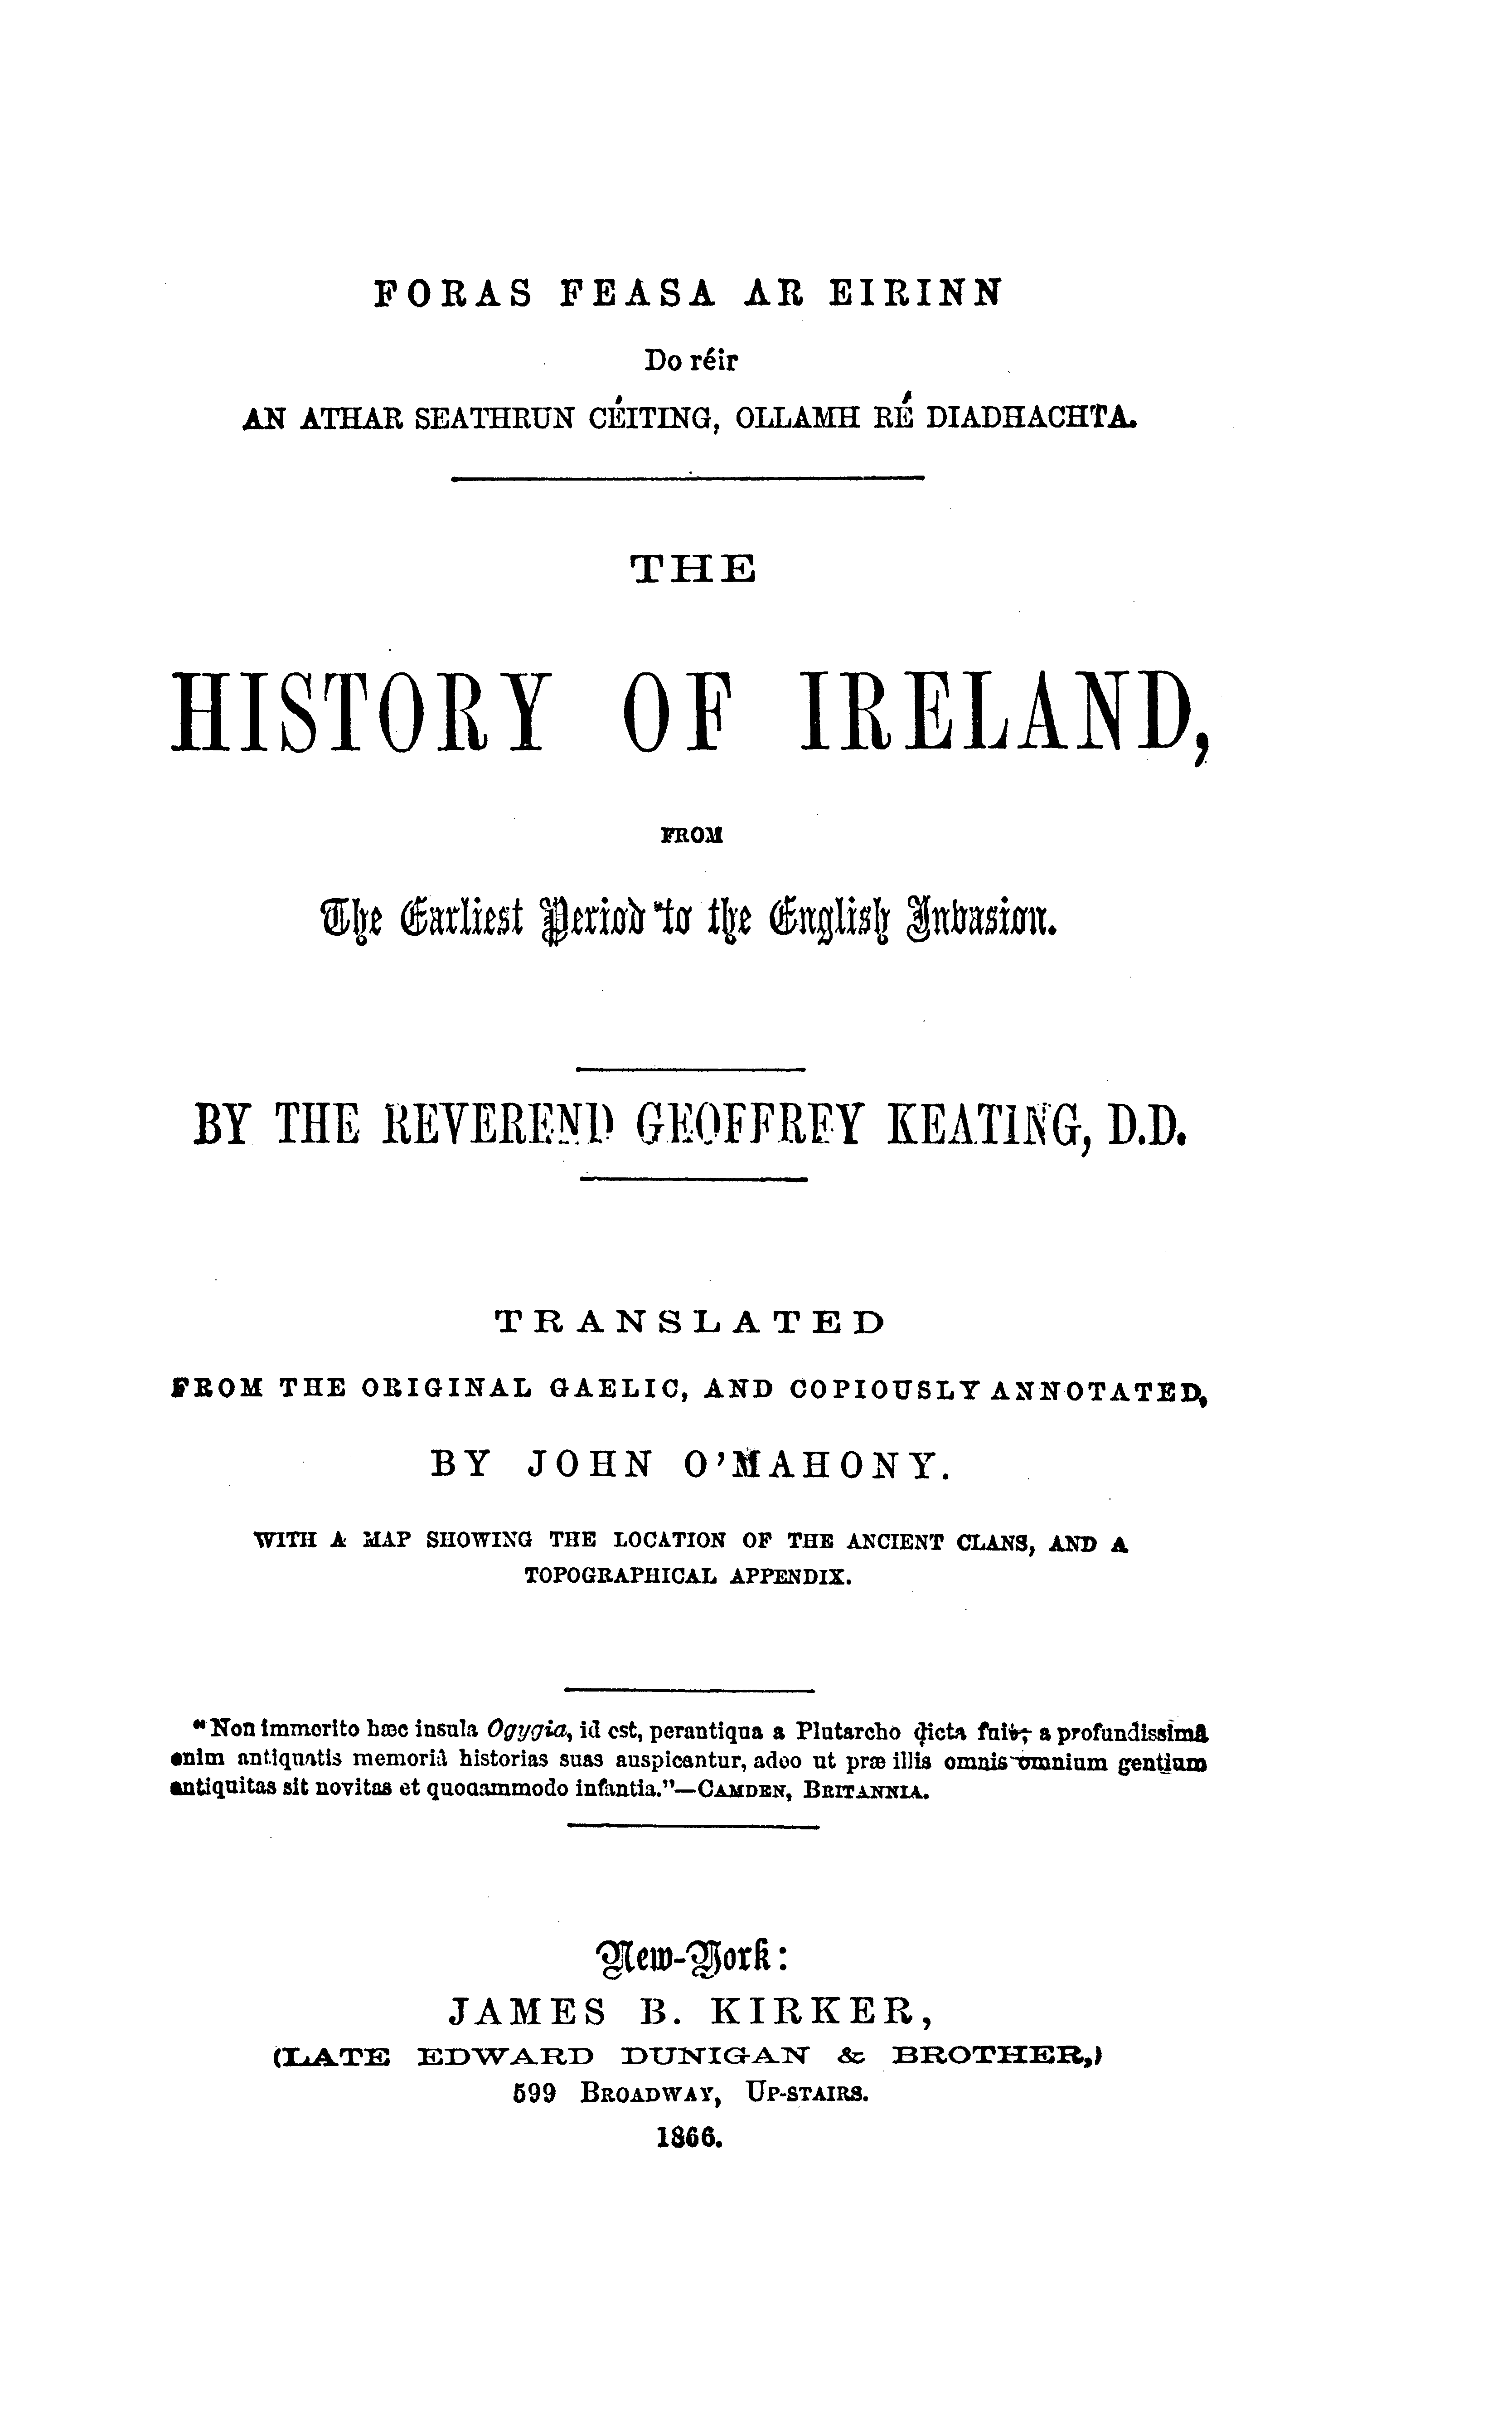 FORAS FEASA AR EIRINN
Do réir
AN ATHAR SEATHRUN CÉITING, OLLAMH RÉ DIADHACHTA.
THE
HISTORY OF IRELAND,
FROM
The Earliest Period to the English Invasion.
BY THE REVEREND GEOFFREY KEATING, D.D.
TRANSLATED
FROM THE ORIGINAL GAELIC, AND COPIOUSLY ANNOTATED,
BY JOHN O'MAHONY.
WITH A MAP SHOWING THE LOCATION OF THE ANCIENT CLANS, AND A
TOPOGRAPHICAL APPENDIX.
"Non immerito hæc insula Ogygia, id est, perantiqua a Plutarcho dicta fuit; a profundissimâ
enim antiquatis memoriâ historias suas auspicantur, adeo ut præ illis omnis omnium gentium
antiquitas sit novitas et quodammodo infantia."—CAMDEN, BRITANNIA.
New-York:
JAMES B. KIRKER,
(LATE EDWARD DUNIGAN & BROTHER,)
599 BROADWAY, UP-STAIRS.
1866.